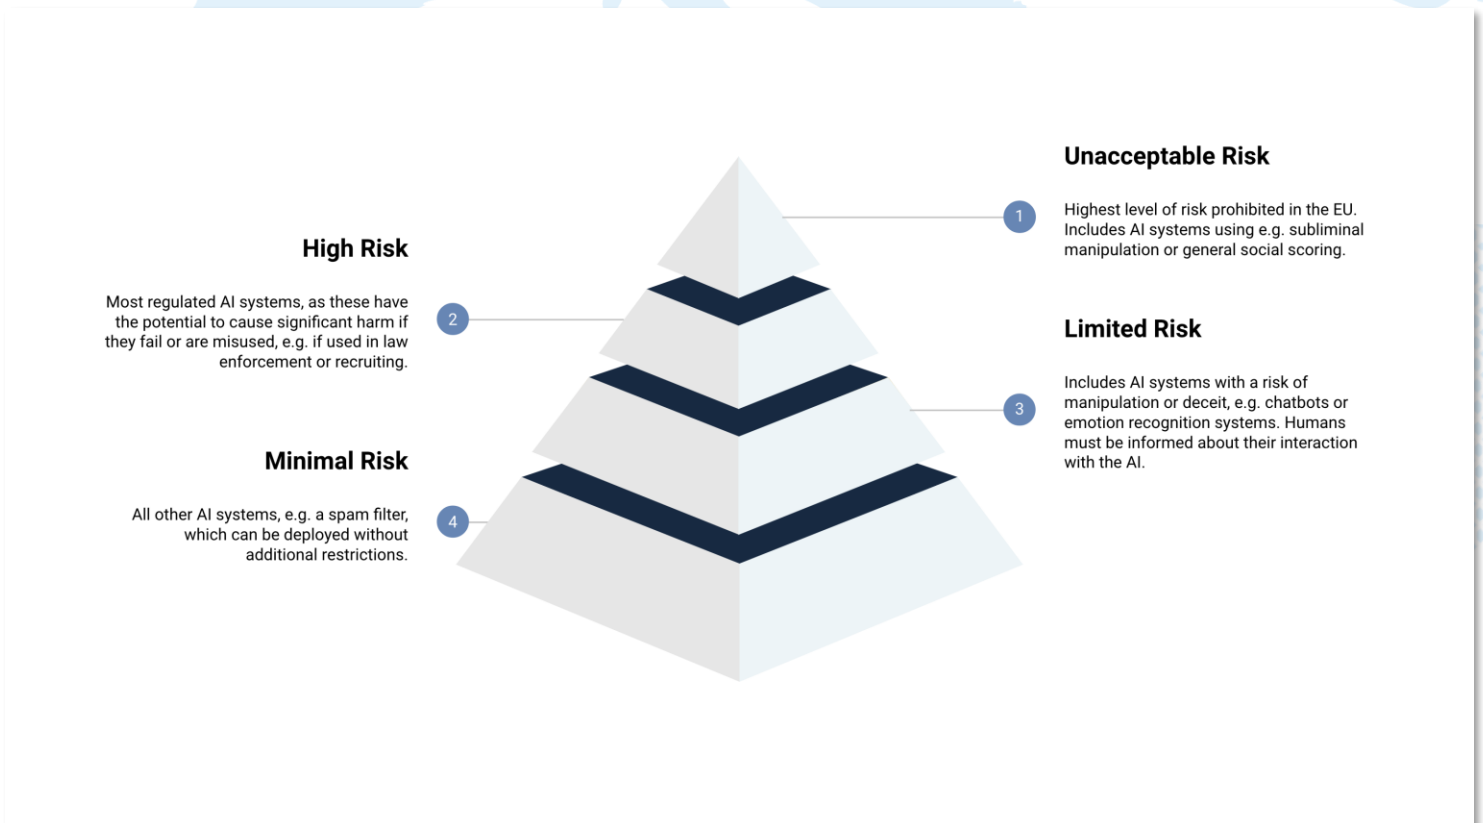 Unacceptable Risk
1
Highest level of risk prohibited in the EU.
Includes AI systems using e.g. subliminal
manipulation or general social scoring.
High Risk
Most regulated AI systems, as these have
the potential to cause significant harm if
they fail or are misused, e.g. if used in law
enforcement or recruiting.
2
Limited Risk
3
Includes AI systems with a risk of
manipulation or deceit, e.g. chatbots or
emotion recognition systems. Humans
must be informed about their interaction
with the AI.
Minimal Risk
All other AI systems, e.g. a spam filter,
which can be deployed without
additional restrictions.
4